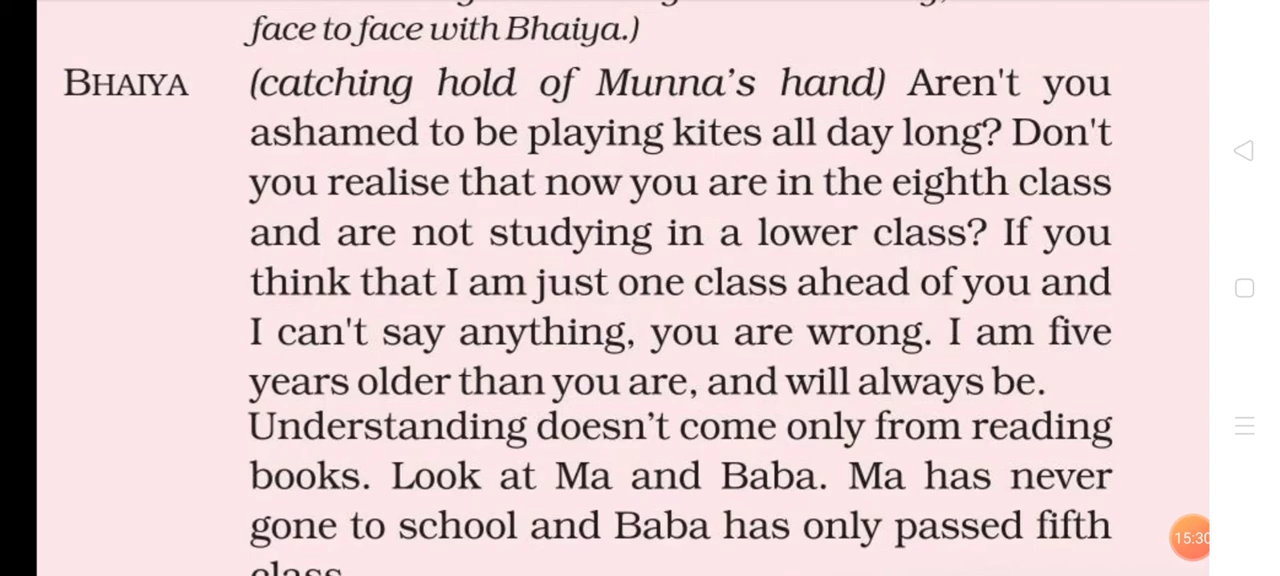 face to face with Bhaiya.)
BHAIYA (catching hold of Munna's hand) Aren't you
ashamed to be playing kites all day long? Don't
you realise that now you are in the eighth class
and are not studying in a lower class? If you
think that I am just one class ahead of you and
I can't say anything, you are wrong. I am five
years older than you are, and will always be.
Understanding doesn’t come only from reading
books. Look at Ma and Baba. Ma has never
gone to school and Baba has only passed fifth
class
15:30